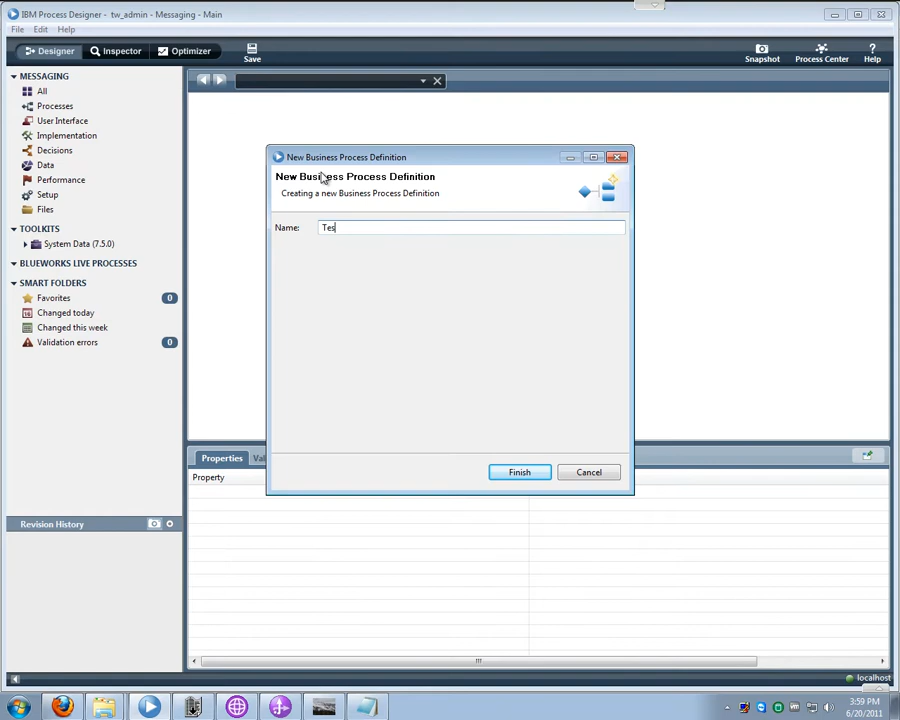 IBM Process Designer - tw_admin - Messaging - Main
File Edit Help
Designer Inspector Optimizer Save Snapshot Process Center Help
MESSAGING
All
Processes
User Interface
Implementation
Decisions
Data
Performance
Setup
Files
TOOLKITS
System Data (7.5.0)
BLUEWORKS LIVE PROCESSES
SMART FOLDERS
Favorites 0
Changed today
Changed this week
Validation errors 0
Revision History
New Business Process Definition
New Business Process Definition
Creating a new Business Process Definition
Name: Tes
Finish Cancel
Properties
Property
localhost
3:59 PM
6/20/2011